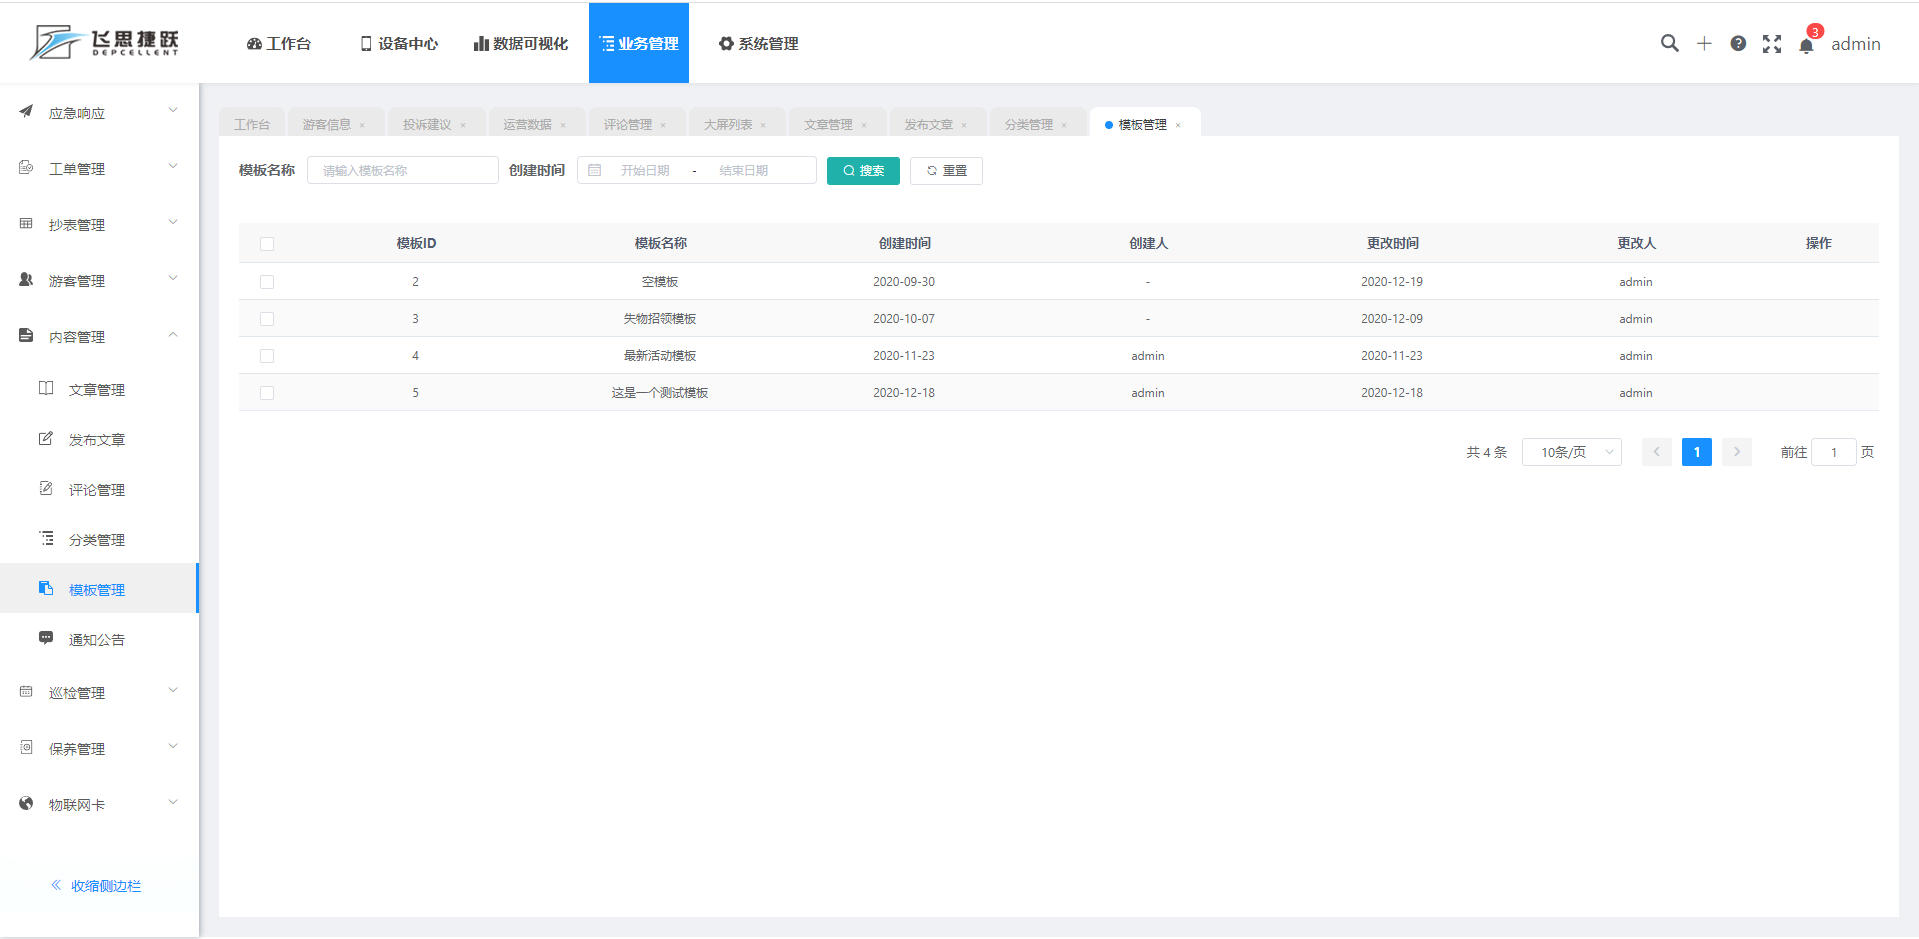 飞思捷跃
DEPCELLENT
工作台 设备中心 数据可视化 业务管理 系统管理
3
admin
应急响应
工单管理
抄表管理
游客管理
内容管理
文章管理
发布文章
评论管理
分类管理
模板管理
通知公告
巡检管理
保养管理
物联网卡
收缩侧边栏
工作台 游客信息 × 投诉建议 × 运营数据 × 评论管理 × 大屏列表 × 文章管理 × 发布文章 × 分类管理 × 模板管理 ×
模板名称 请输入模板名称 创建时间 开始日期 - 结束日期 搜索 重置
模板ID 模板名称 创建时间 创建人 更改时间 更改人 操作
2 空模板 2020-09-30 - 2020-12-19 admin
3 失物招领模板 2020-10-07 - 2020-12-09 admin
4 最新活动模板 2020-11-23 admin 2020-11-23 admin
5 这是一个测试模板 2020-12-18 admin 2020-12-18 admin
共 4 条 10条/页 1 前往 1 页